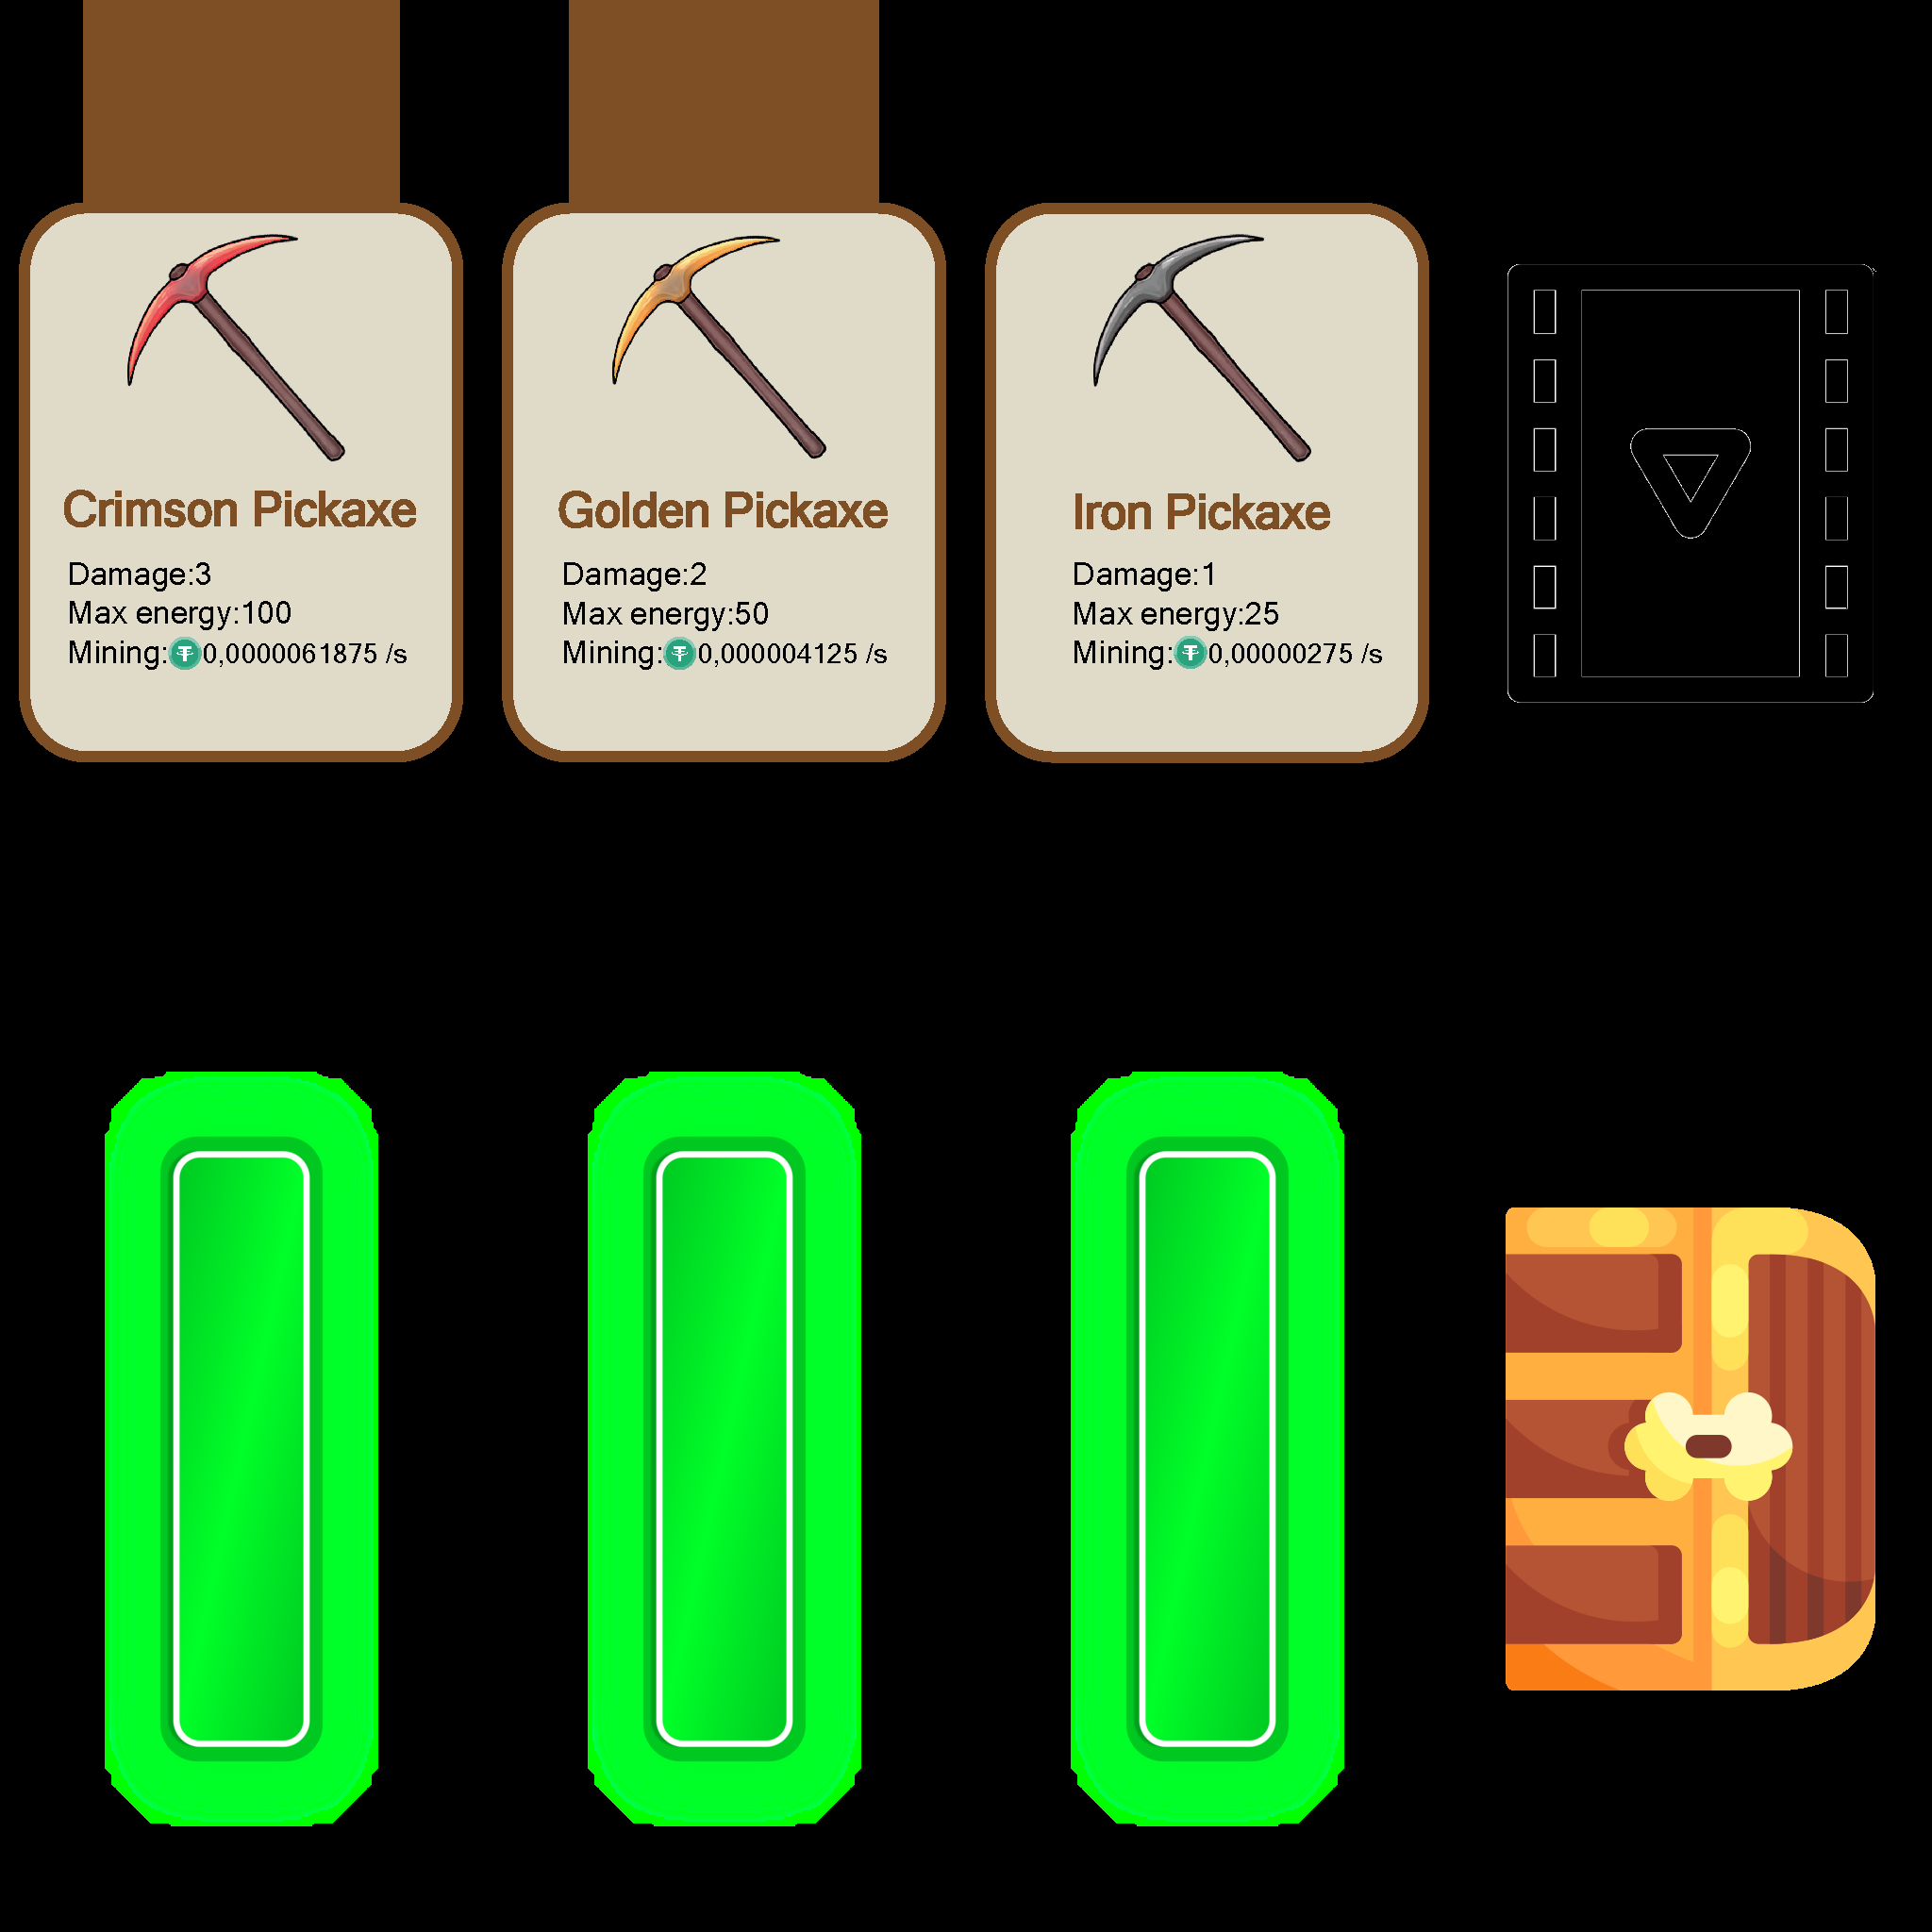 Crimson Pickaxe
Damage:3
Max energy:100
Mining:0,0000061875 /s
Golden Pickaxe
Damage:2
Max energy:50
Mining:0,000004125 /s
Iron Pickaxe
Damage:1
Max energy:25
Mining:0,00000275 /s